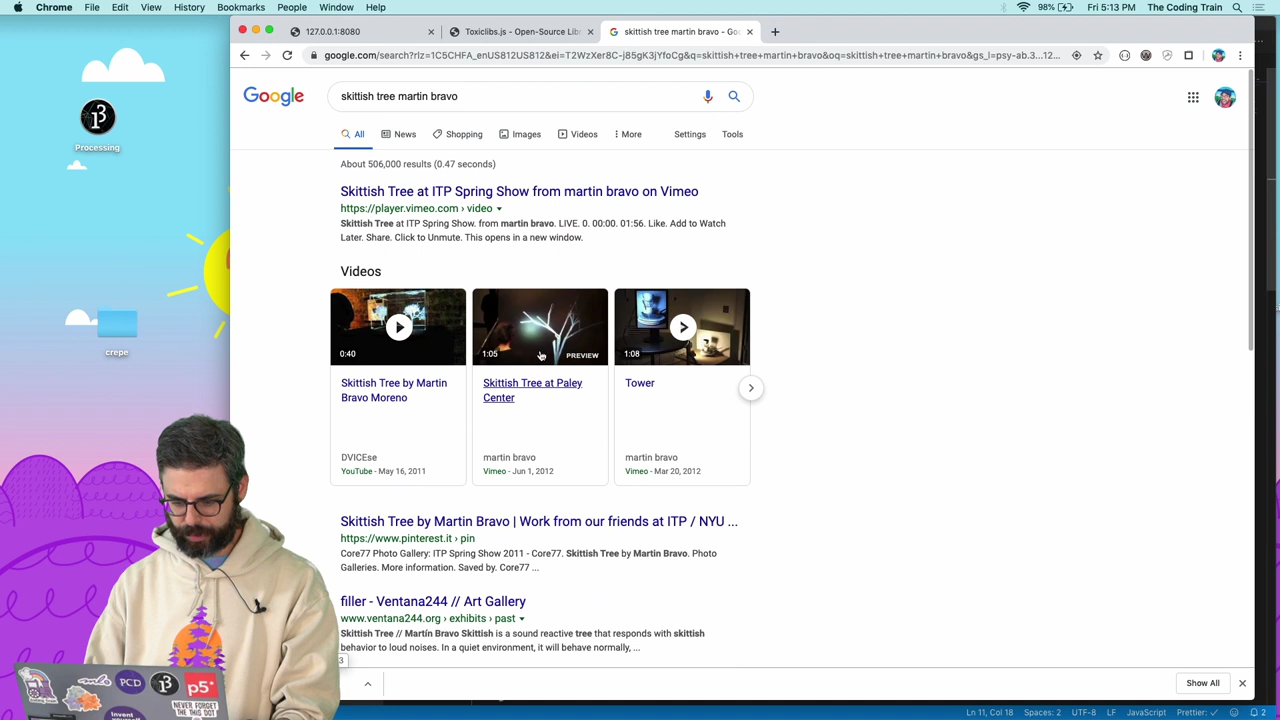 Chrome File Edit View History Bookmarks People Window Help 98% Fri 5:13 PM The Coding Train
127.0.0.1:8080 Toxiclibs.js - Open-Source Lib skittish tree martin bravo - Go
google.com/search?rlz=1C5CHFA_enUS812US812&ei=T2WzXer8C-j85gK3jYfoCg&q=skittish+tree+martin+bravo&oq=skittish+tree+martin+bravo&gs_l=psy-ab.3...12...
Google
skittish tree martin bravo
All News Shopping Images Videos More Settings Tools
About 506,000 results (0.47 seconds)
Skittish Tree at ITP Spring Show from martin bravo on Vimeo
https://player.vimeo.com › video
Skittish Tree at ITP Spring Show. from martin bravo. LIVE. 0. 00:00. 01:56. Like. Add to Watch
Later. Share. Click to Unmute. This opens in a new window.
Videos
0:40 1:05 PREVIEW 1:08
Skittish Tree by Martin
Bravo Moreno
DVICEse
YouTube - May 16, 2011
Skittish Tree at Paley
Center
martin bravo
Vimeo - Jun 1, 2012
Tower
martin bravo
Vimeo - Mar 20, 2012
Skittish Tree by Martin Bravo | Work from our friends at ITP / NYU ...
https://www.pinterest.it › pin
Core77 Photo Gallery: ITP Spring Show 2011 - Core77. Skittish Tree by Martin Bravo. Photo
Galleries. More information. Saved by. Core77 ...
filler - Ventana244 // Art Gallery
www.ventana244.org › exhibits › past
Skittish Tree // Martín Bravo Skittish is a sound reactive tree that responds with skittish
behavior to loud noises. In a quiet environment, it will behave normally, ...
3
Show All
Ln 11, Col 18 Spaces: 2 UTF-8 LF JavaScript Prettier: ✓ 2
Processing
crepe
PCD
p5*
NEVER FORGET
THE THIS DOT
Invent
yourself